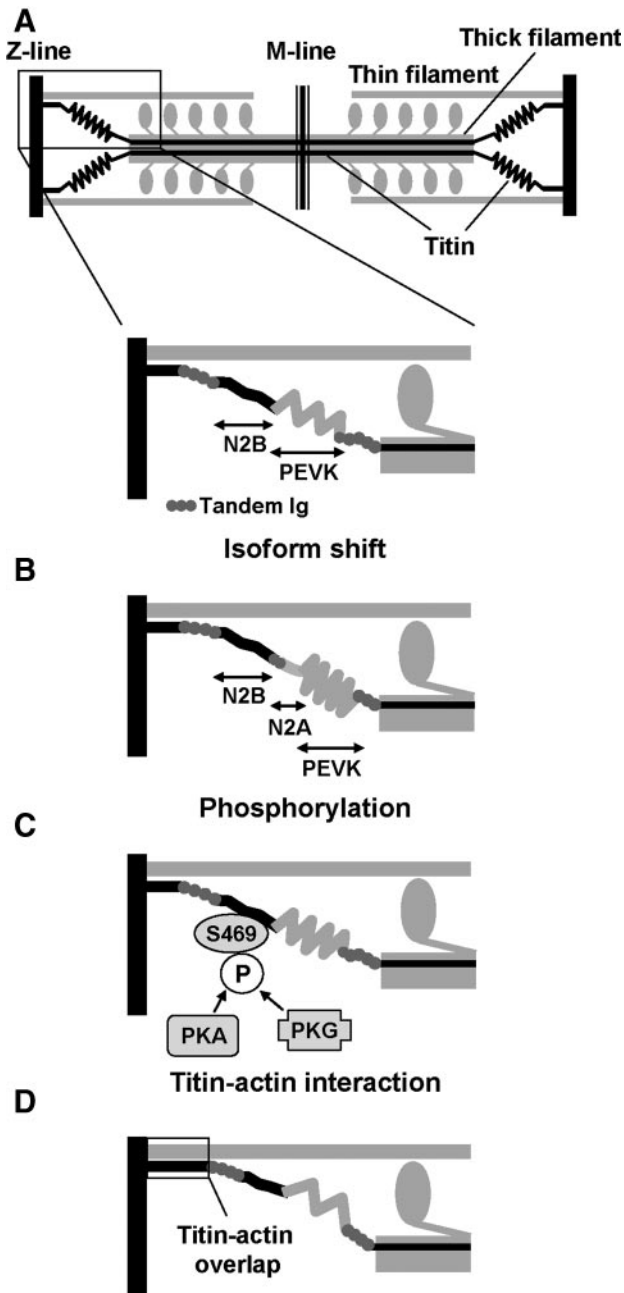 A
Z-line
M-line
Thick filament
Thin filament
Titin
N2B
PEVK
Tandem Ig
Isoform shift
B
N2B
N2A
PEVK
Phosphorylation
C
S469
P
PKA
PKG
Titin-actin interaction
D
Titin-actin
overlap